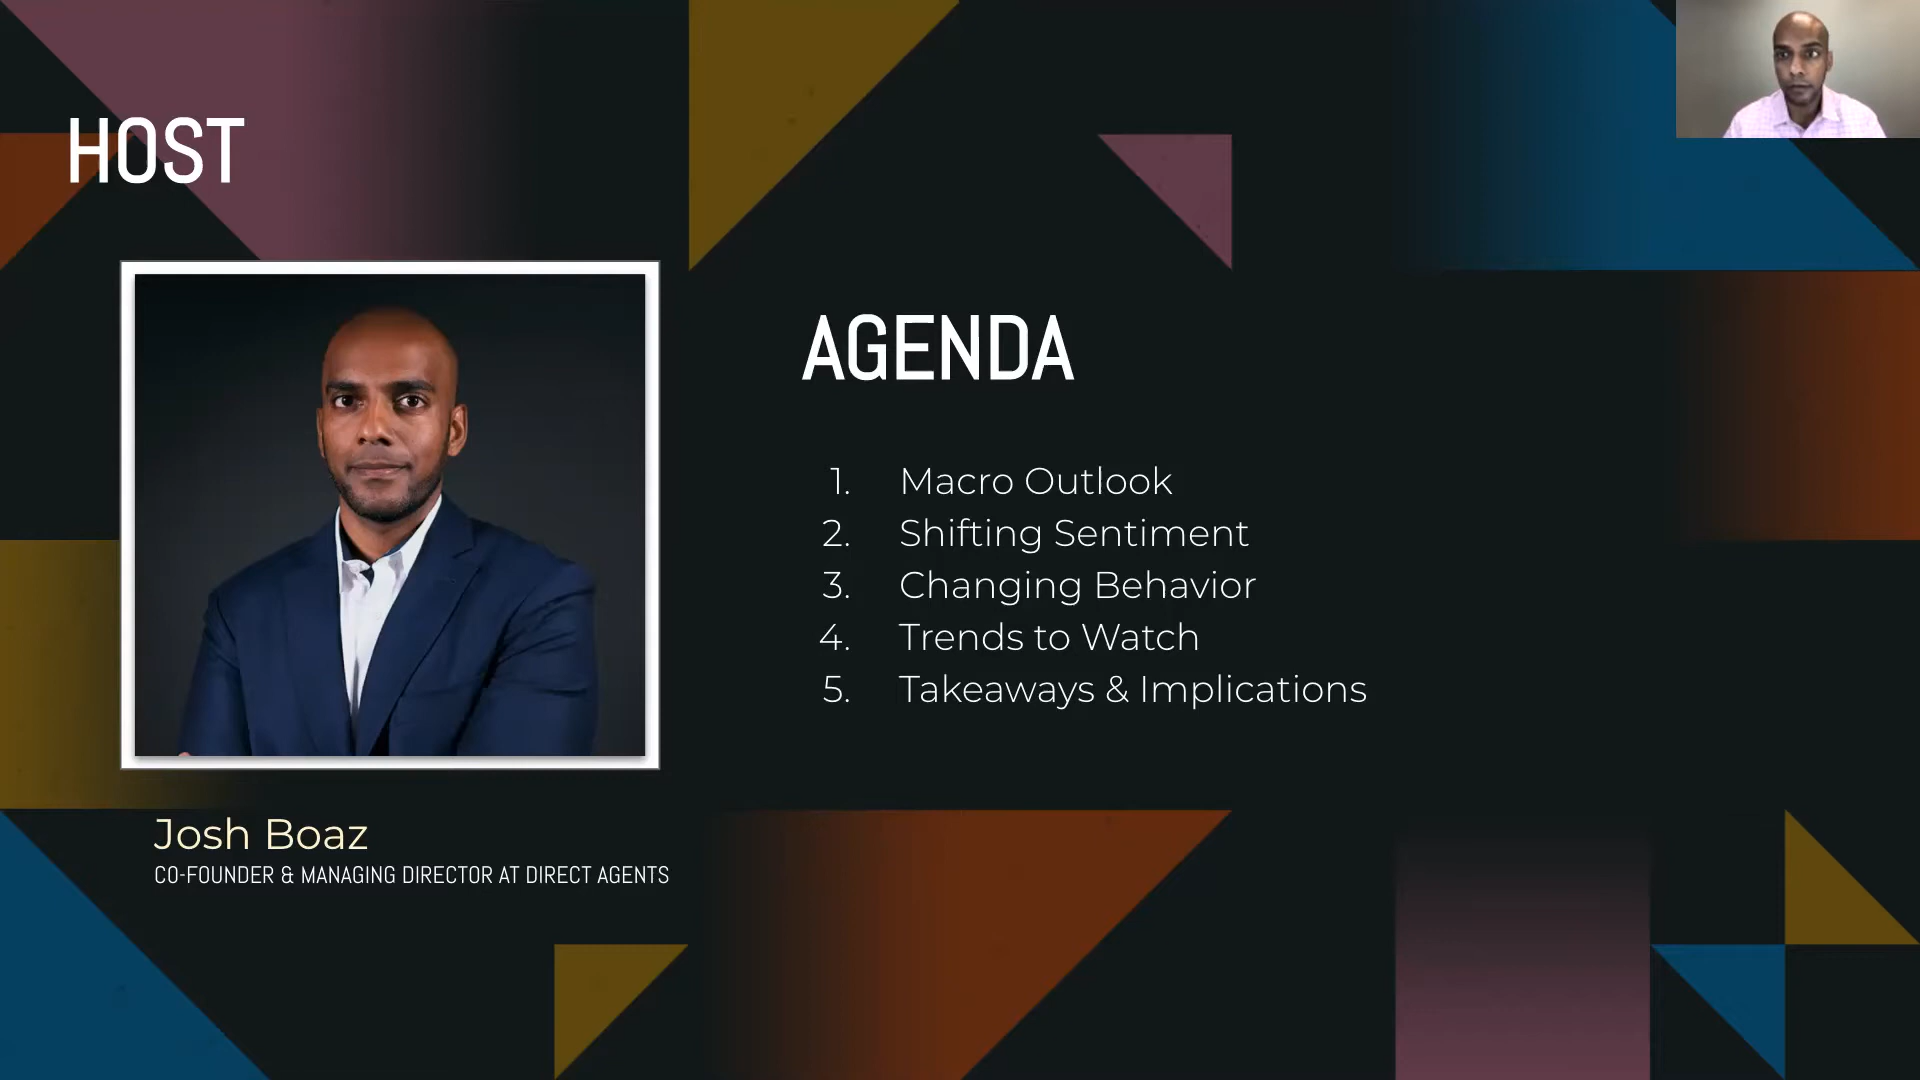 HOST
AGENDA
1. Macro Outlook
2. Shifting Sentiment
3. Changing Behavior
4. Trends to Watch
5. Takeaways & Implications
Josh Boaz
CO-FOUNDER & MANAGING DIRECTOR AT DIRECT AGENTS